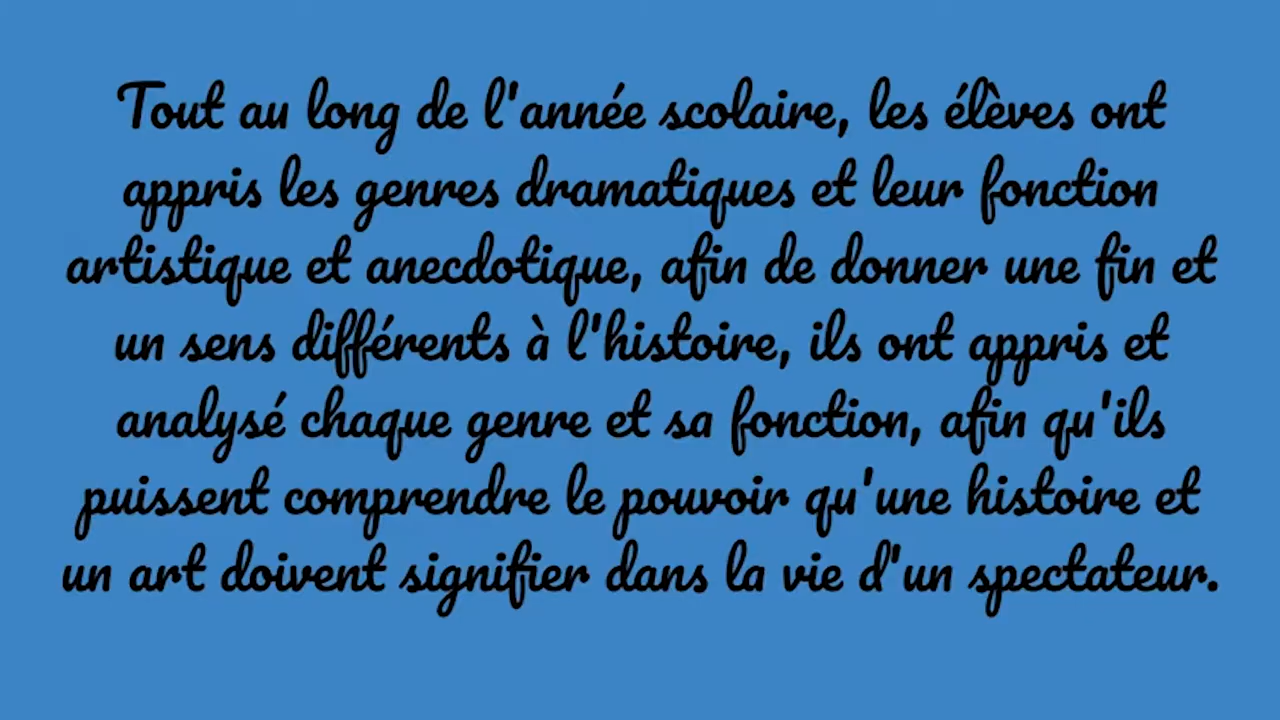 Tout au long de l'année scolaire, les élèves ont
appris les genres dramatiques et leur fonction
artistique et anecdotique, afin de donner une fin et
un sens différents à l'histoire, ils ont appris et
analysé chaque genre et sa fonction, afin qu'ils
puissent comprendre le pouvoir qu'une histoire et
un art doivent signifier dans la vie d'un spectateur.